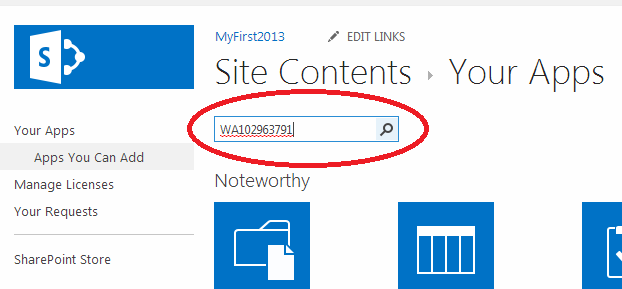 MyFirst2013 EDIT LINKS
Site Contents › Your Apps
WA102963791
Your Apps
Apps You Can Add
Manage Licenses
Your Requests
SharePoint Store
Noteworthy
S